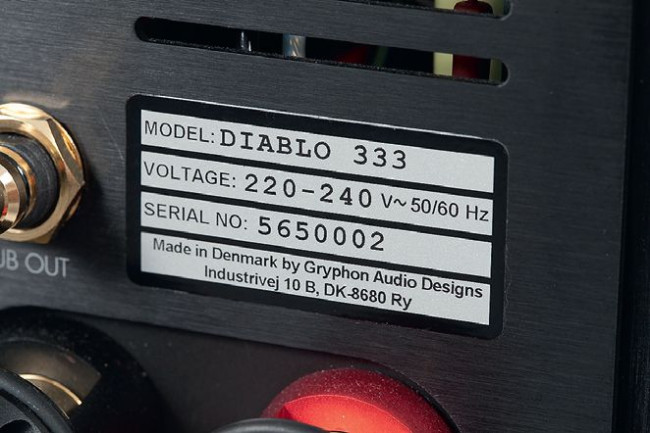 MODEL: DIABLO 333
VOLTAGE: 220-240 V~ 50/60 Hz
SERIAL NO: 5650002
Made in Denmark by Gryphon Audio Designs
Industrivej 10 B, DK-8680 Ry
UB OUT